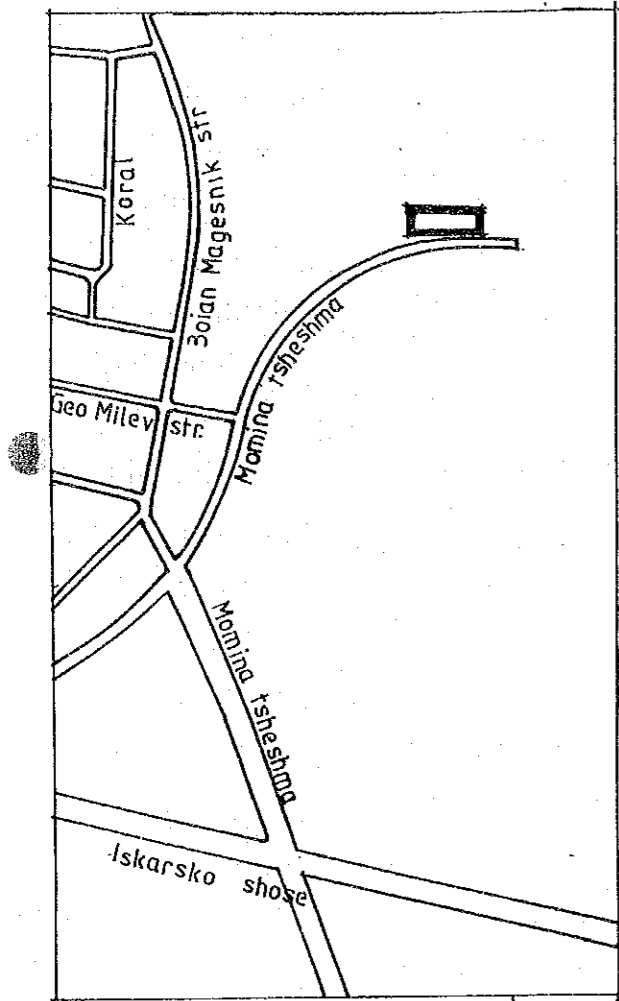 Koral
Boian Magesnik str
Momina tsheshma
Geo Milev str.
Momina tsheshma
Iskarsko shose